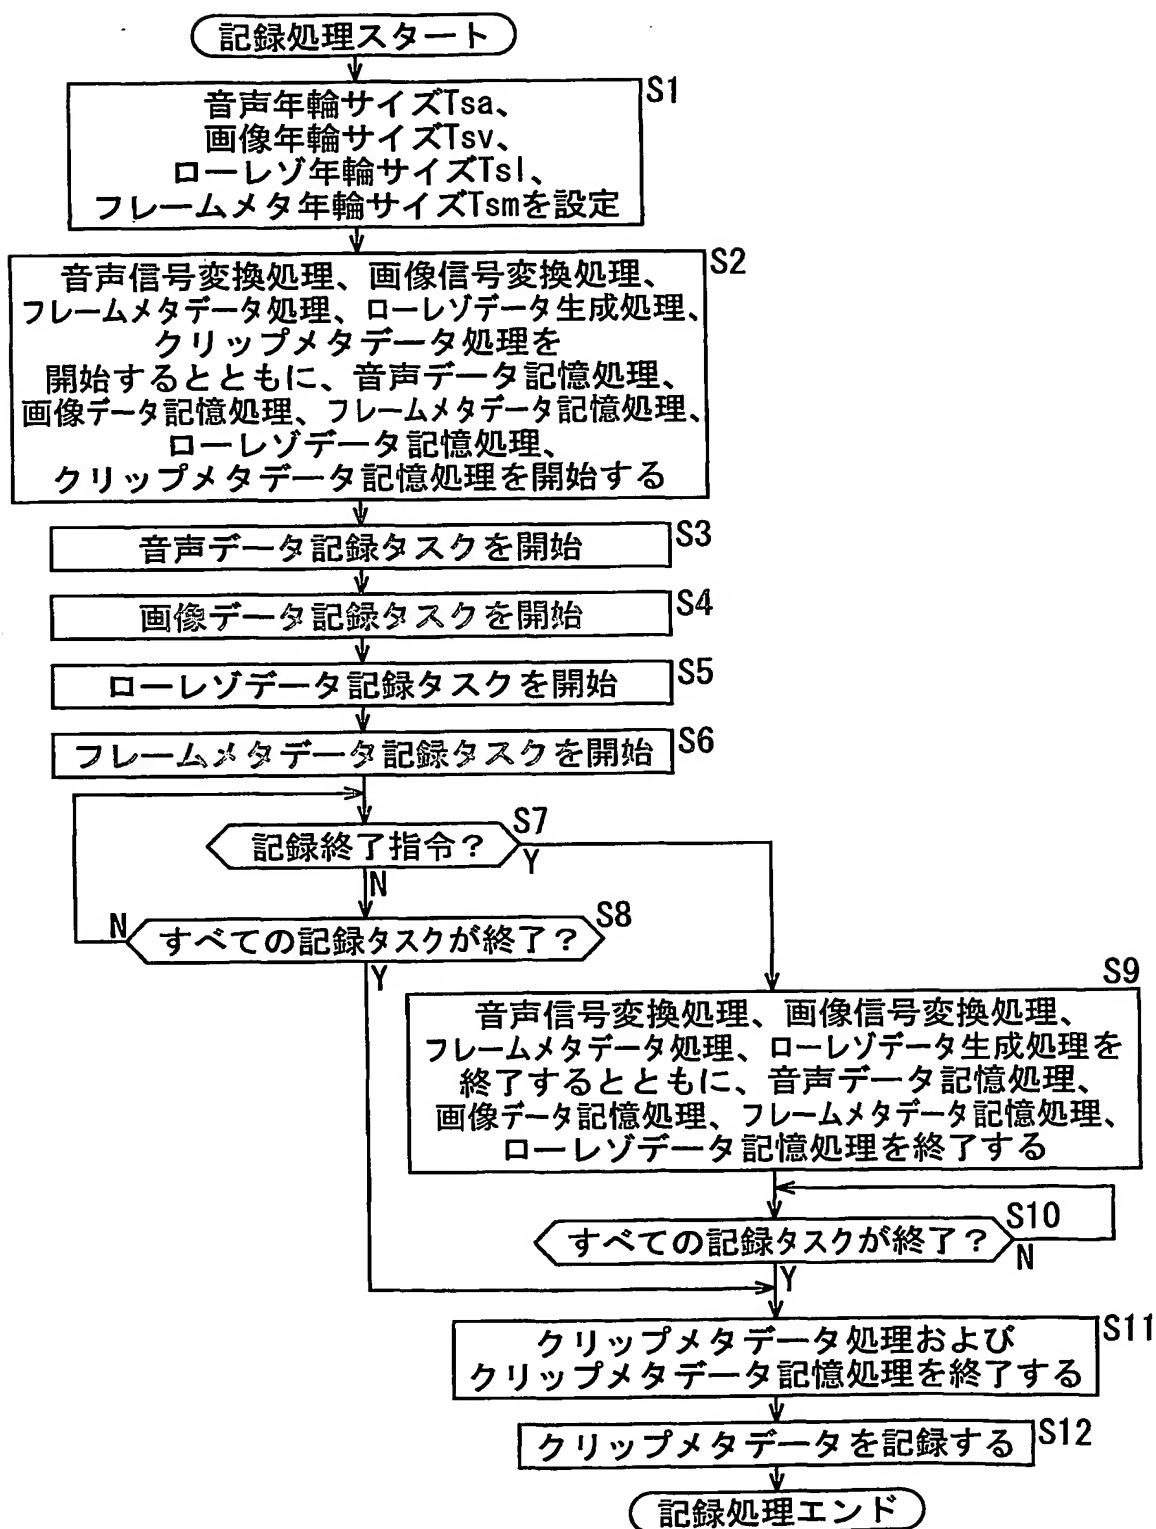 記録処理スタート
S1
音声年輪サイズTsa、
画像年輪サイズTsv、
ローレゾ年輪サイズTsl、
フレームメタ年輪サイズTsmを設定
S2
音声信号変換処理、画像信号変換処理、
フレームメタデータ処理、ローレゾデータ生成処理、
クリップメタデータ処理を
開始するとともに、音声データ記憶処理、
画像データ記憶処理、フレームメタデータ記憶処理、
ローレゾデータ記憶処理、
クリップメタデータ記憶処理を開始する
音声データ記録タスクを開始 S3
画像データ記録タスクを開始 S4
ローレゾデータ記録タスクを開始 S5
フレームメタデータ記録タスクを開始 S6
S7
記録終了指令?
Y
N
S8
N すべての記録タスクが終了?
Y
S9
音声信号変換処理、画像信号変換処理、
フレームメタデータ処理、ローレゾデータ生成処理を
終了するとともに、音声データ記憶処理、
画像データ記憶処理、フレームメタデータ記憶処理、
ローレゾデータ記憶処理を終了する
S10
すべての記録タスクが終了?
N
Y
S11
クリップメタデータ処理および
クリップメタデータ記憶処理を終了する
クリップメタデータを記録する S12
記録処理エンド